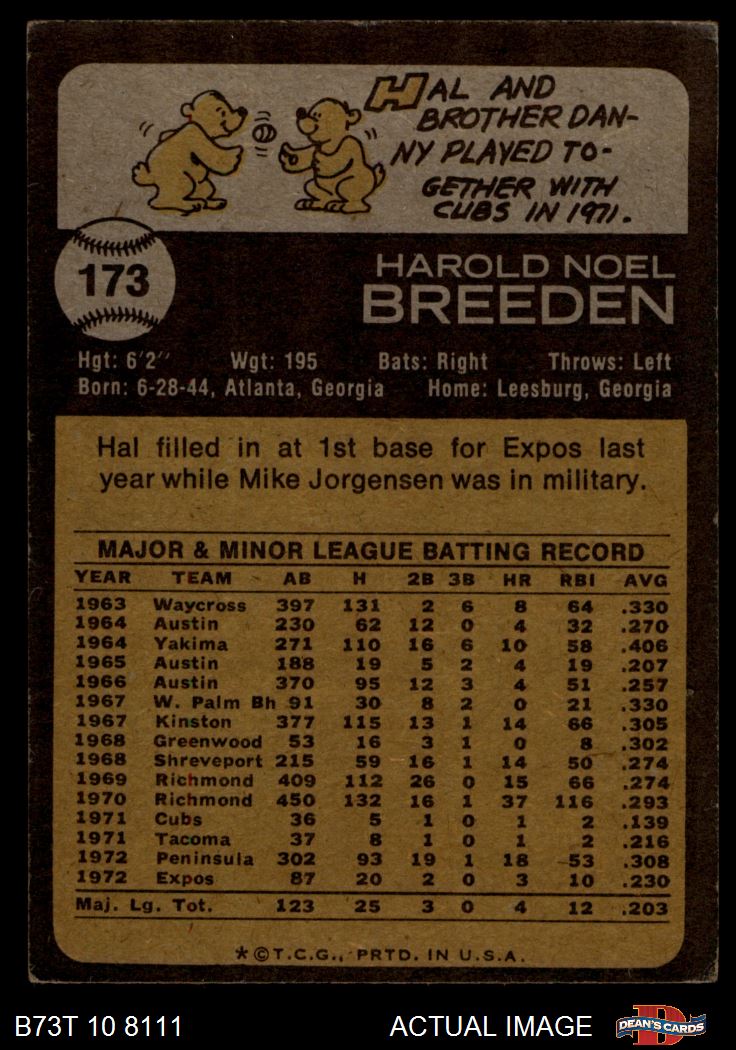 HAL AND
BROTHER DAN-
NY PLAYED TO-
GETHER WITH
CUBS IN 1971.
173
HAROLD NOEL
BREEDEN
Hgt: 6'2" Wgt: 195 Bats: Right Throws: Left
Born: 6-28-44, Atlanta, Georgia Home: Leesburg, Georgia
Hal filled in at 1st base for Expos last
year while Mike Jorgensen was in military.
MAJOR & MINOR LEAGUE BATTING RECORD
YEAR TEAM AB H 2B 3B HR RBI AVG
1963 Waycross 397 131 2 6 8 64 .330
1964 Austin 230 62 12 0 4 32 .270
1964 Yakima 271 110 16 6 10 58 .406
1965 Austin 188 19 5 2 4 19 .207
1966 Austin 370 95 12 3 4 51 .257
1967 W. Palm Bh 91 30 8 2 0 21 .330
1967 Kinston 377 115 13 1 14 66 .305
1968 Greenwood 53 16 3 1 0 8 .302
1968 Shreveport 215 59 16 1 14 50 .274
1969 Richmond 409 112 26 0 15 66 .274
1970 Richmond 450 132 16 1 37 116 .293
1971 Cubs 36 5 1 0 1 2 .139
1971 Tacoma 37 8 1 0 1 2 .216
1972 Peninsula 302 93 19 1 18 53 .308
1972 Expos 87 20 2 0 3 10 .230
Maj. Lg. Tot. 123 25 3 0 4 12 .203
*©T.C.G., PRTD. IN U.S.A.
B73T 10 8111 ACTUAL IMAGE
D
DEAN'S CARDS